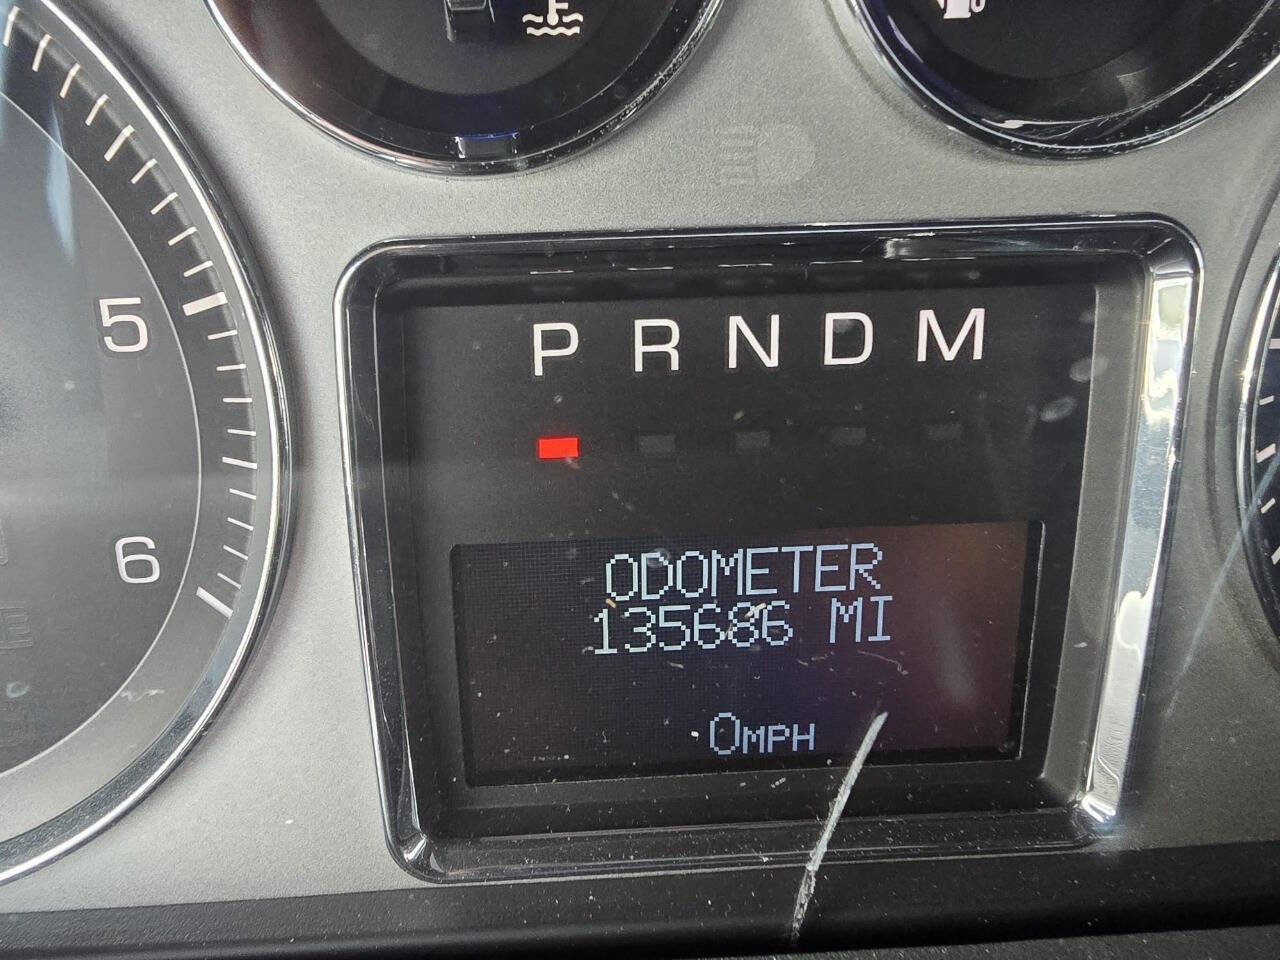 5
6
P R N D M
ODOMETER
135686 MI
0MPH